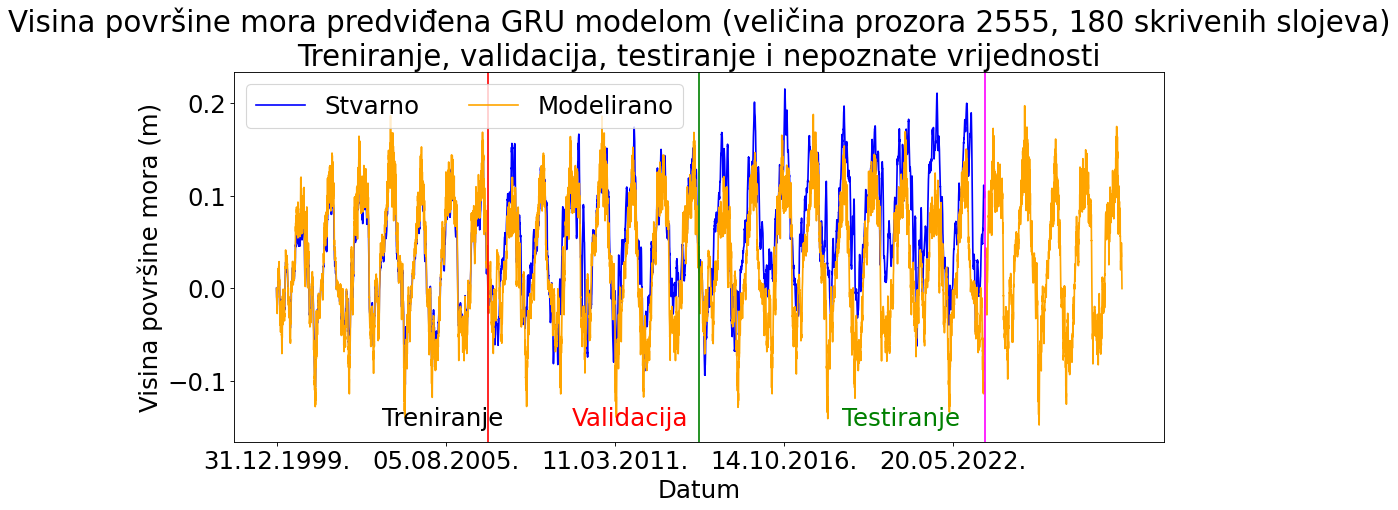 Visina površine mora predviđena GRU modelom (veličina prozora 2555, 180 skrivenih slojeva)
Treniranje, validacija, testiranje i nepoznate vrijednosti
Stvarno
Modelirano
Visina površine mora (m)
0.2
0.1
0.0
−0.1
Treniranje
Validacija
Testiranje
31.12.1999.
05.08.2005.
11.03.2011.
14.10.2016.
20.05.2022.
Datum